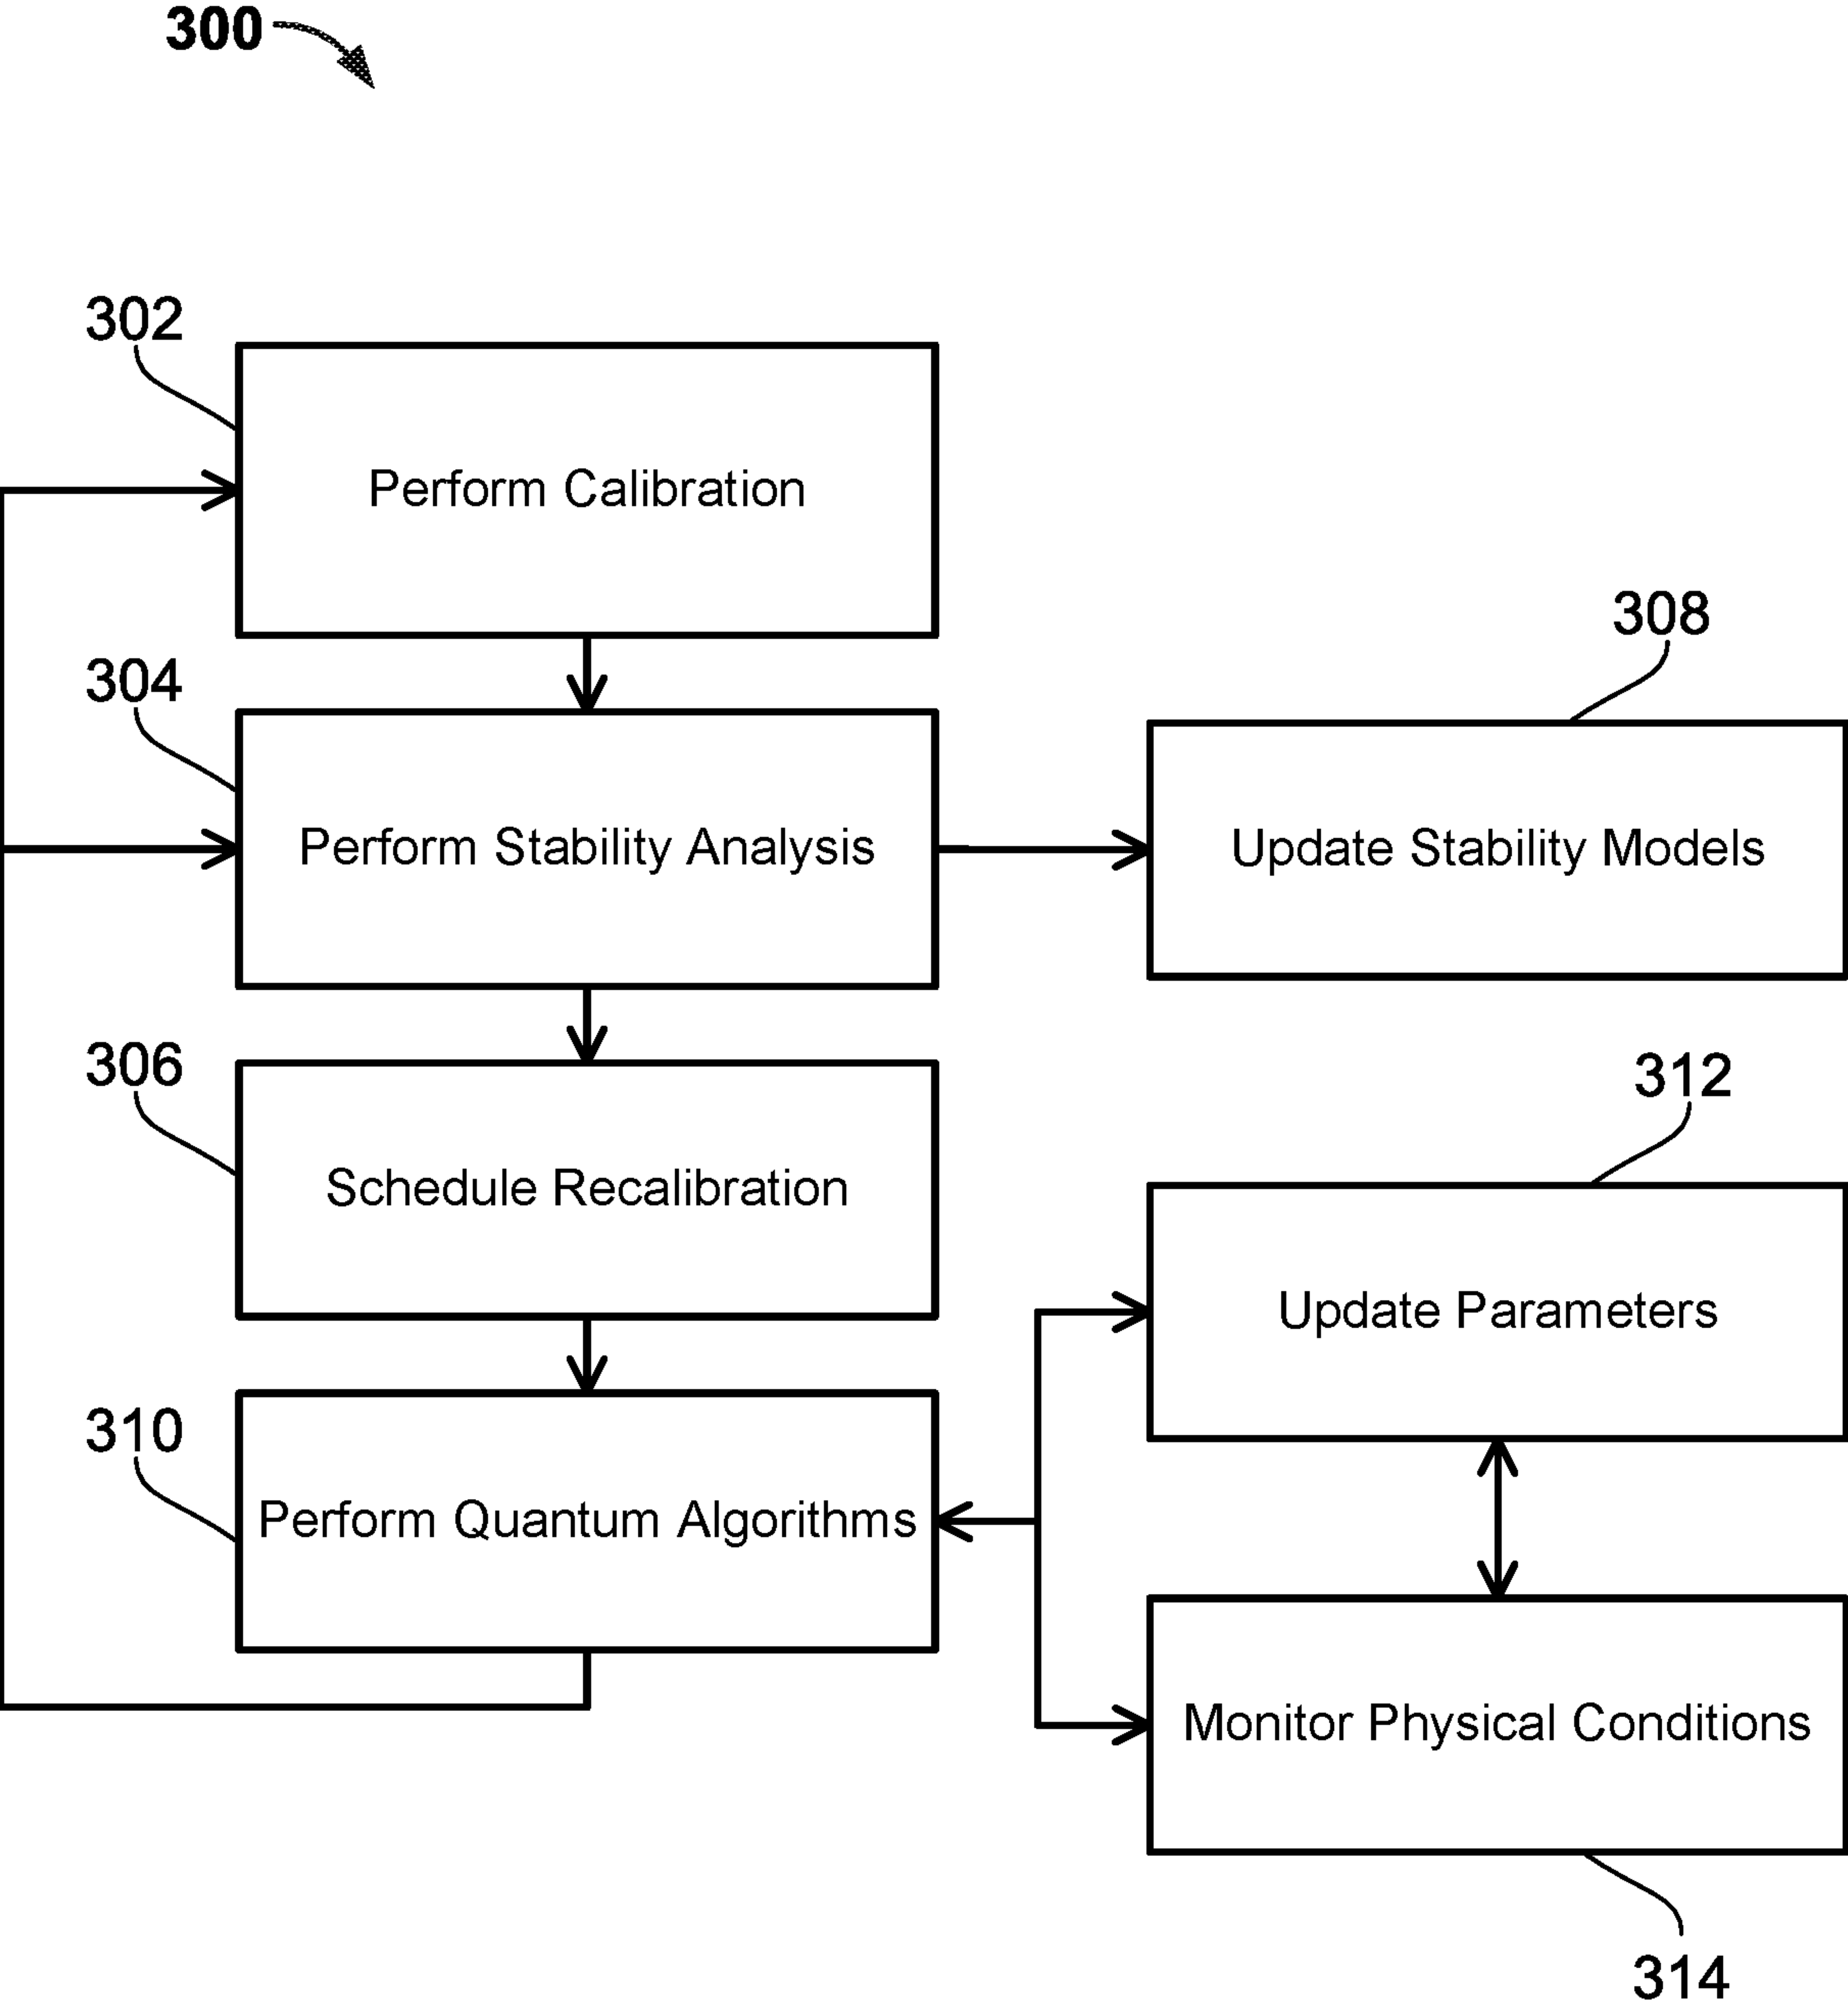 300
302
Perform Calibration
304
Perform Stability Analysis
308
Update Stability Models
306
Schedule Recalibration
312
Update Parameters
310
Perform Quantum Algorithms
Monitor Physical Conditions
314